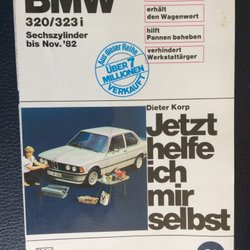 BMW
320/323 i
Sechszylinder
bis Nov.'82
erhält
den Wagenwert
hilft
Pannen beheben
verhindert
Werkstattärger
Aus dieser Reihe
ÜBER 7
MILLIONEN
VERKAUFT
Dieter Korp
Jetzt
helfe
ich
mir
selbst